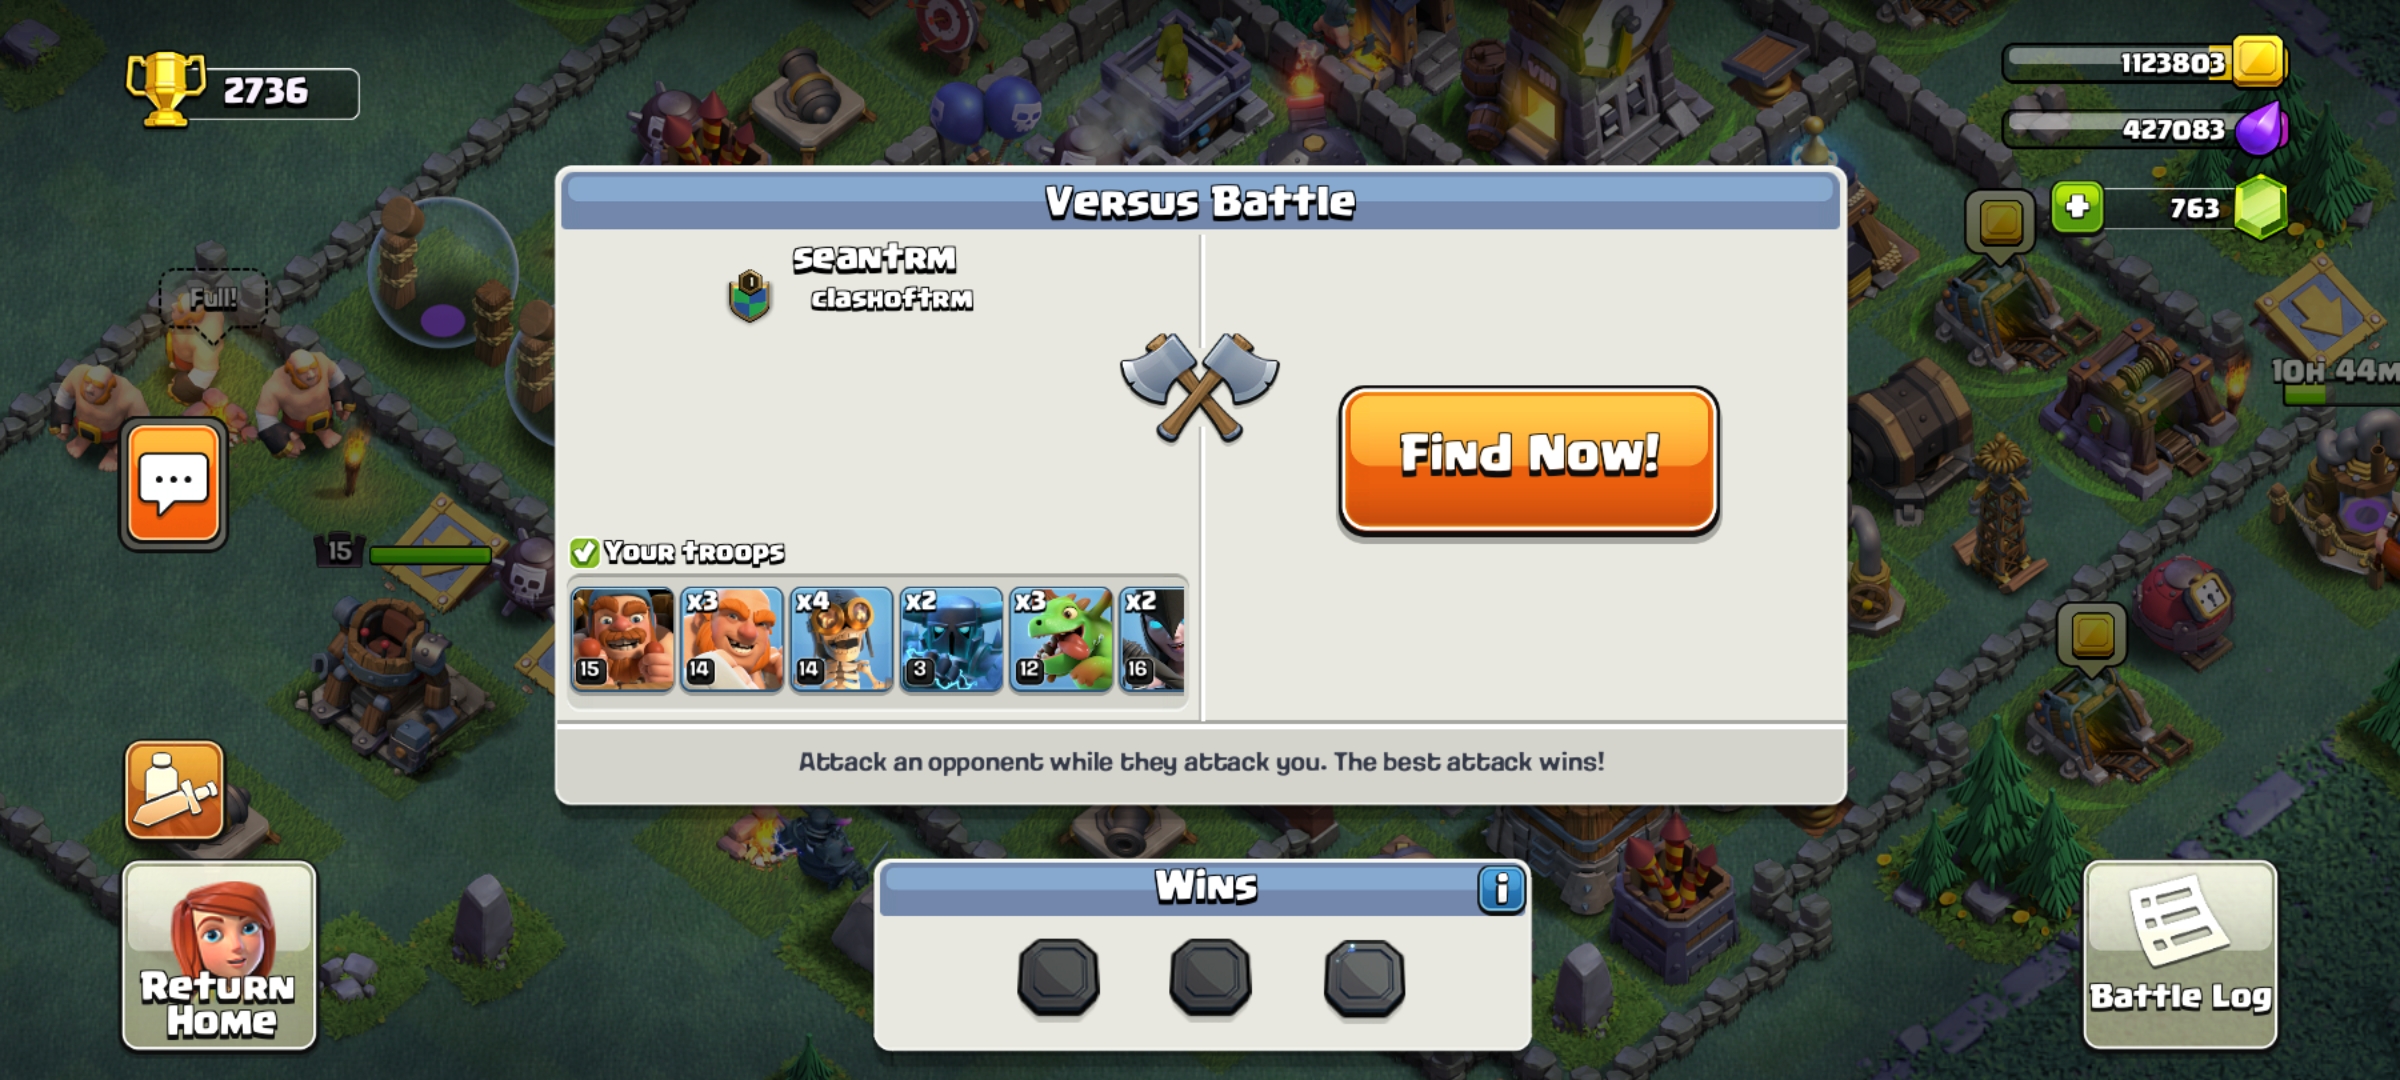 2736
1123803
427083
763
Versus Battle
seantrm
1
clashoftrm
Full!
10H 44M
Find Now!
15
Your troops
x3
x4
x2
x3
x2
15
14
14
3
12
16
Attack an opponent while they attack you. The best attack wins!
Wins
i
Return
Home
Battle Log